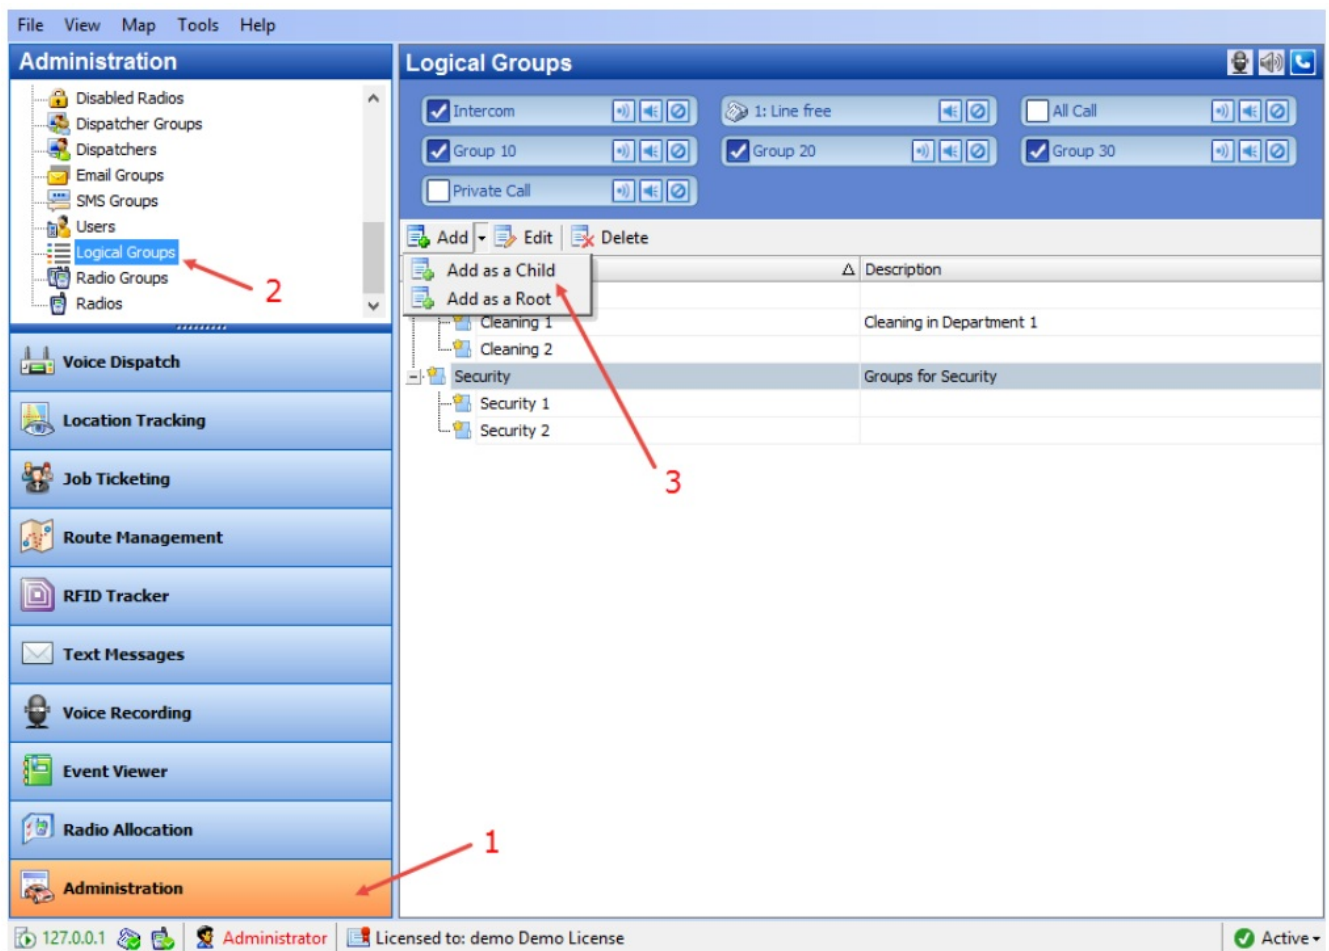 File View Map Tools Help
Administration
Disabled Radios
Dispatcher Groups
Dispatchers
Email Groups
SMS Groups
Users
Logical Groups
Radio Groups
Radios
2
Voice Dispatch
Location Tracking
Job Ticketing
Route Management
RFID Tracker
Text Messages
Voice Recording
Event Viewer
Radio Allocation
Administration
1
Logical Groups
Intercom 1: Line free All Call
Group 10 Group 20 Group 30
Private Call
Add Edit Delete
Add as a Child
Add as a Root
Description
Cleaning 1 Cleaning in Department 1
Cleaning 2
Security Groups for Security
Security 1
Security 2
3
127.0.0.1 Administrator Licensed to: demo Demo License Active